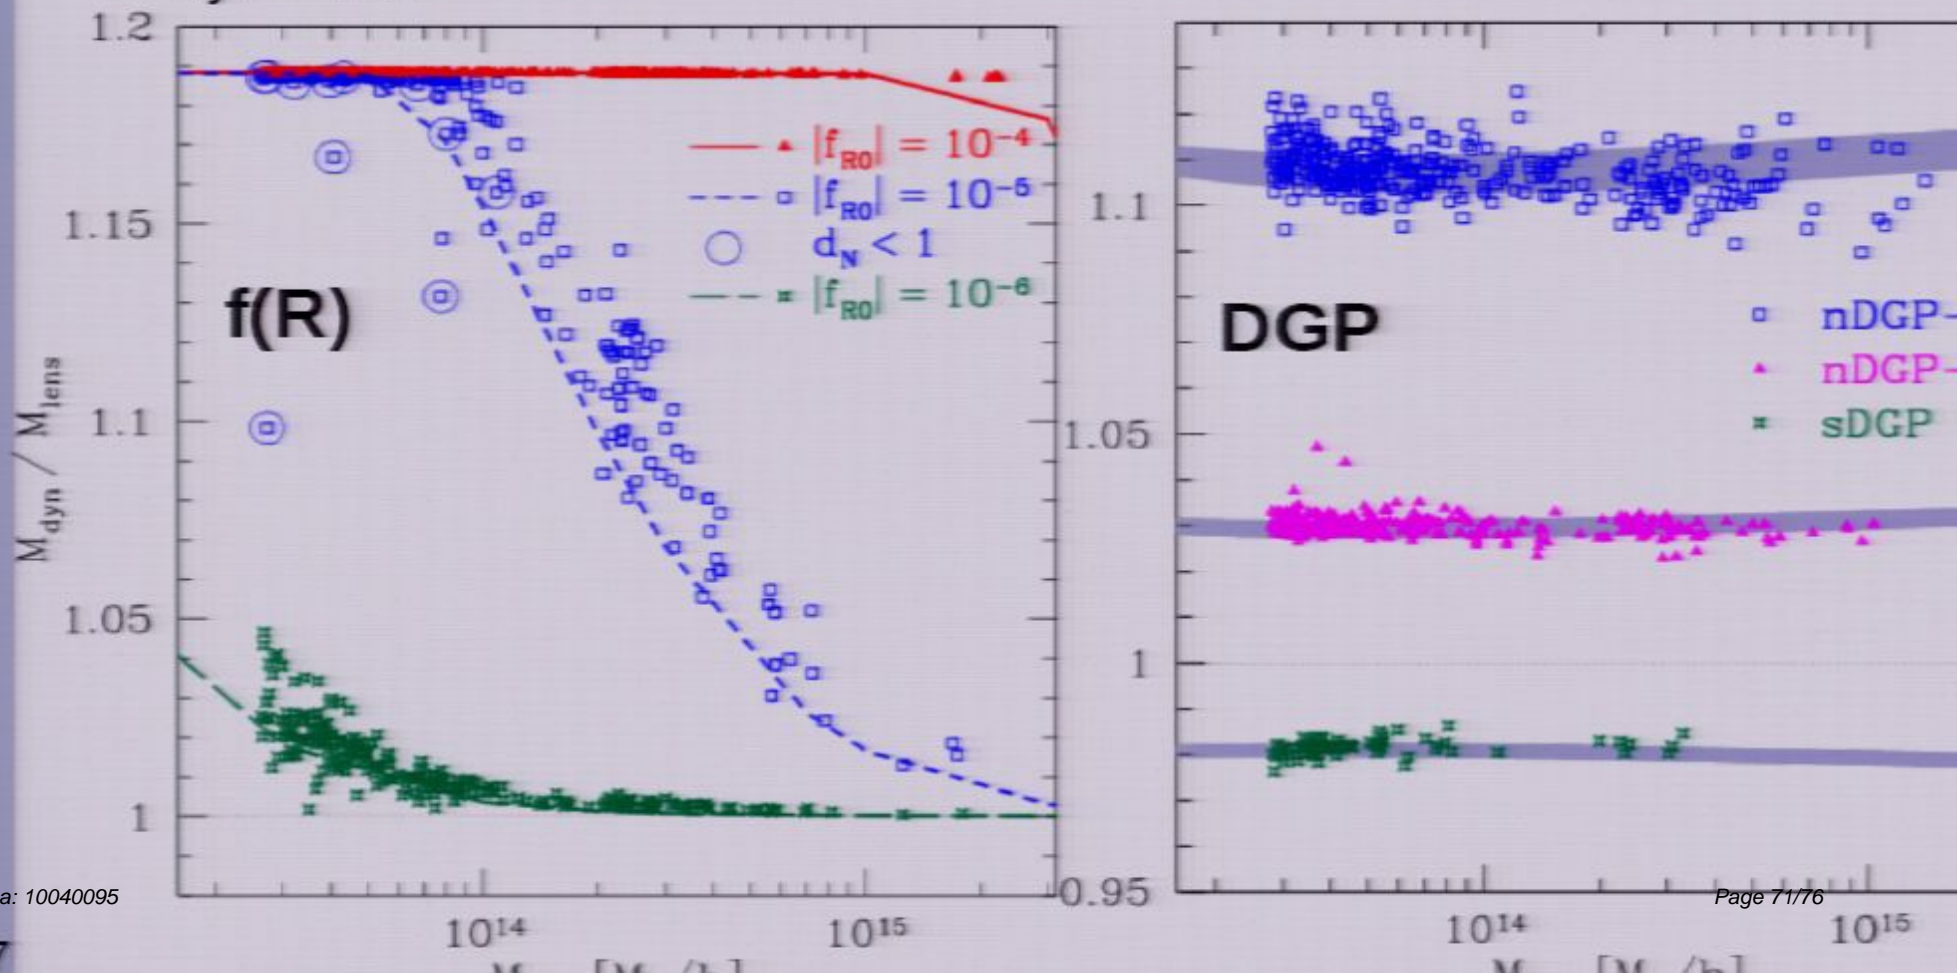 1.2
1.15
1.1
1.05
1
M_dyn / M_lens
f(R)
|f_R0| = 10^-4
|f_R0| = 10^-5
d_N < 1
|f_R0| = 10^-6
10^14
10^15
1.1
1.05
1
0.95
DGP
nDGP-
nDGP-
sDGP
10^14
10^15
a: 10040095
Page 71/76